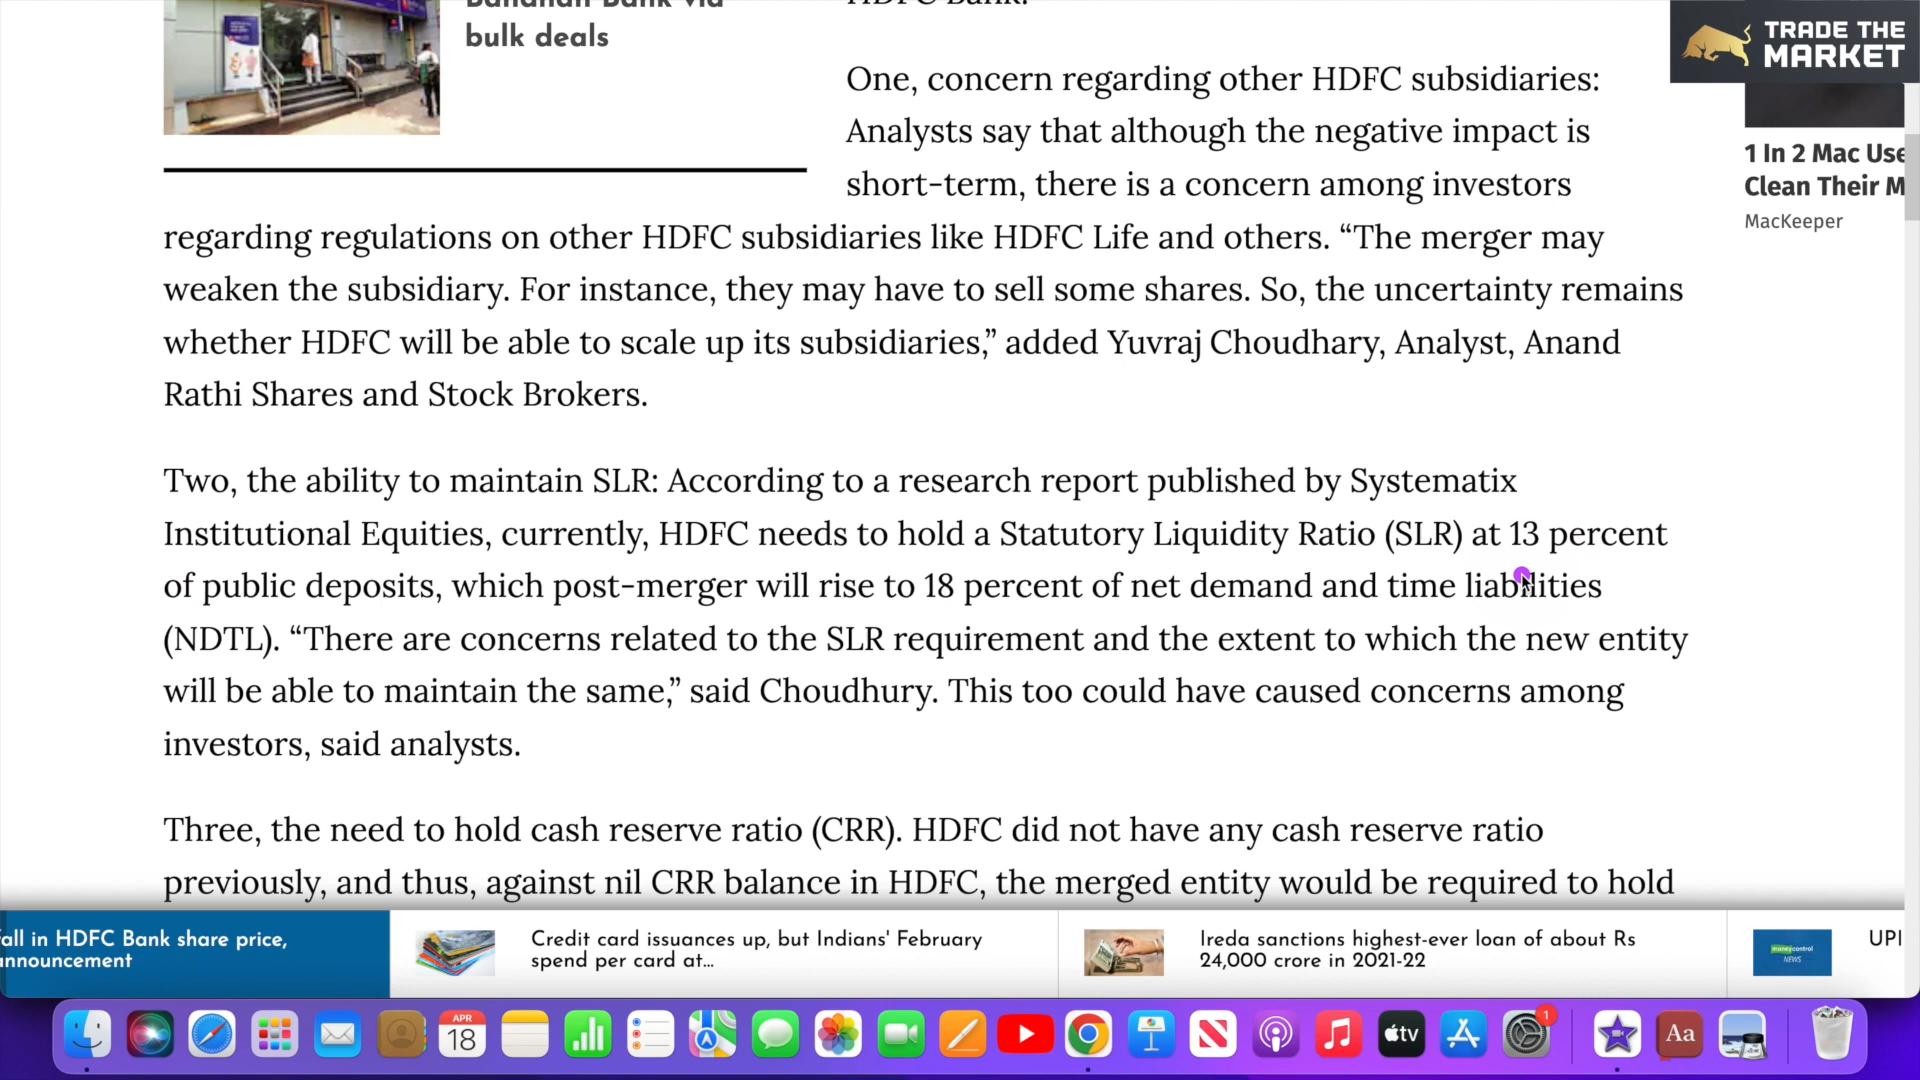 Bandhan Bank via
bulk deals
HDFC Bank.
TRADE THE
MARKET
One, concern regarding other HDFC subsidiaries:
Analysts say that although the negative impact is
short-term, there is a concern among investors
regarding regulations on other HDFC subsidiaries like HDFC Life and others. “The merger may
weaken the subsidiary. For instance, they may have to sell some shares. So, the uncertainty remains
whether HDFC will be able to scale up its subsidiaries,” added Yuvraj Choudhary, Analyst, Anand
Rathi Shares and Stock Brokers.
1 In 2 Mac Use
Clean Their M
MacKeeper
Two, the ability to maintain SLR: According to a research report published by Systematix
Institutional Equities, currently, HDFC needs to hold a Statutory Liquidity Ratio (SLR) at 13 percent
of public deposits, which post-merger will rise to 18 percent of net demand and time liabilities
(NDTL). “There are concerns related to the SLR requirement and the extent to which the new entity
will be able to maintain the same,” said Choudhury. This too could have caused concerns among
investors, said analysts.
Three, the need to hold cash reserve ratio (CRR). HDFC did not have any cash reserve ratio
previously, and thus, against nil CRR balance in HDFC, the merged entity would be required to hold
fall in HDFC Bank share price,
announcement
Credit card issuances up, but Indians' February
spend per card at...
Ireda sanctions highest-ever loan of about Rs
24,000 crore in 2021-22
moneycontrol
NEWS
UPI
APR
18
tv
1
Aa